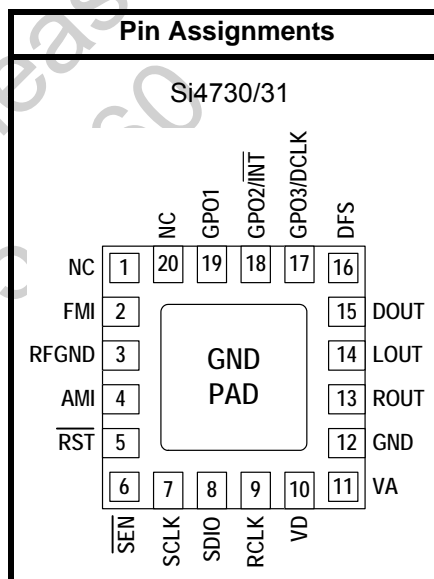 Pin Assignments
Si4730/31
NC
GPO1
GPO2/INT
GPO3/DCLK
DFS
NC 1 20 19 18 17 16
FMI 2 15 DOUT
RFGND 3 14 LOUT
AMI 4 13 ROUT
RST 5 12 GND
6 7 8 9 10 11 VA
GND
PAD
SEN
SCLK
SDIO
RCLK
VD